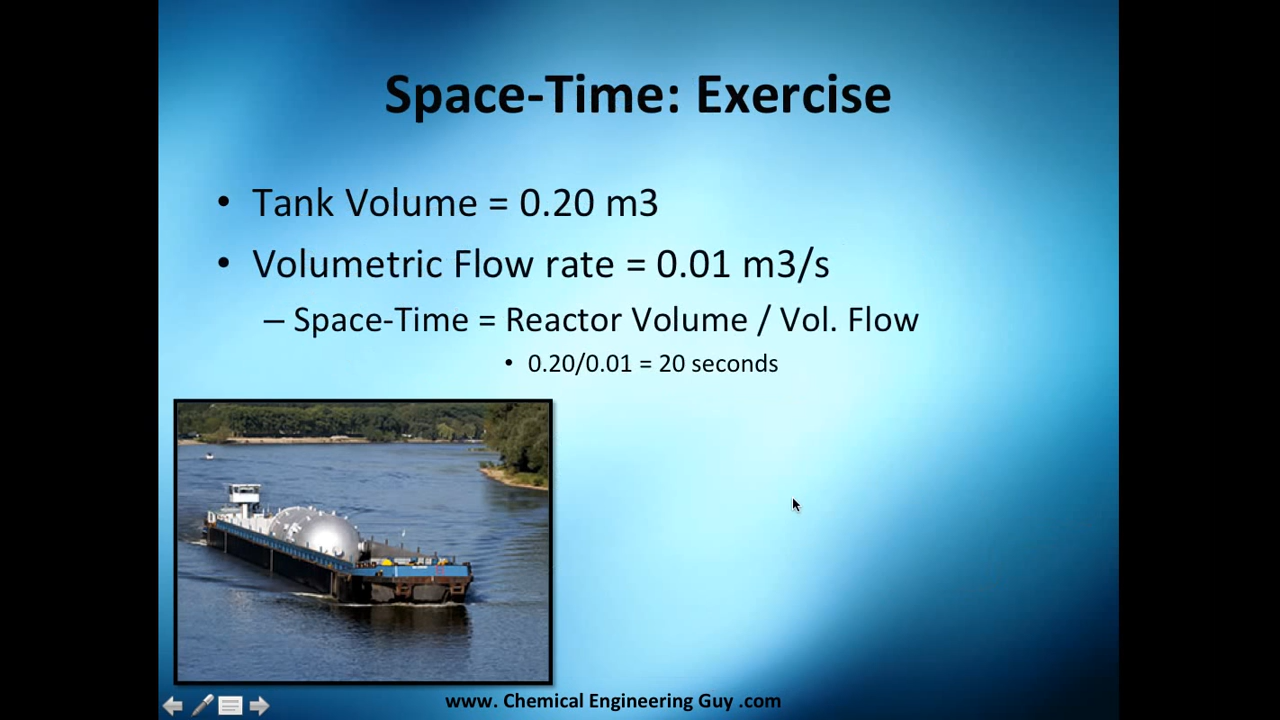 Space-Time: Exercise
• Tank Volume = 0.20 m3
• Volumetric Flow rate = 0.01 m3/s
– Space-Time = Reactor Volume / Vol. Flow
• 0.20/0.01 = 20 seconds
www. Chemical Engineering Guy .com